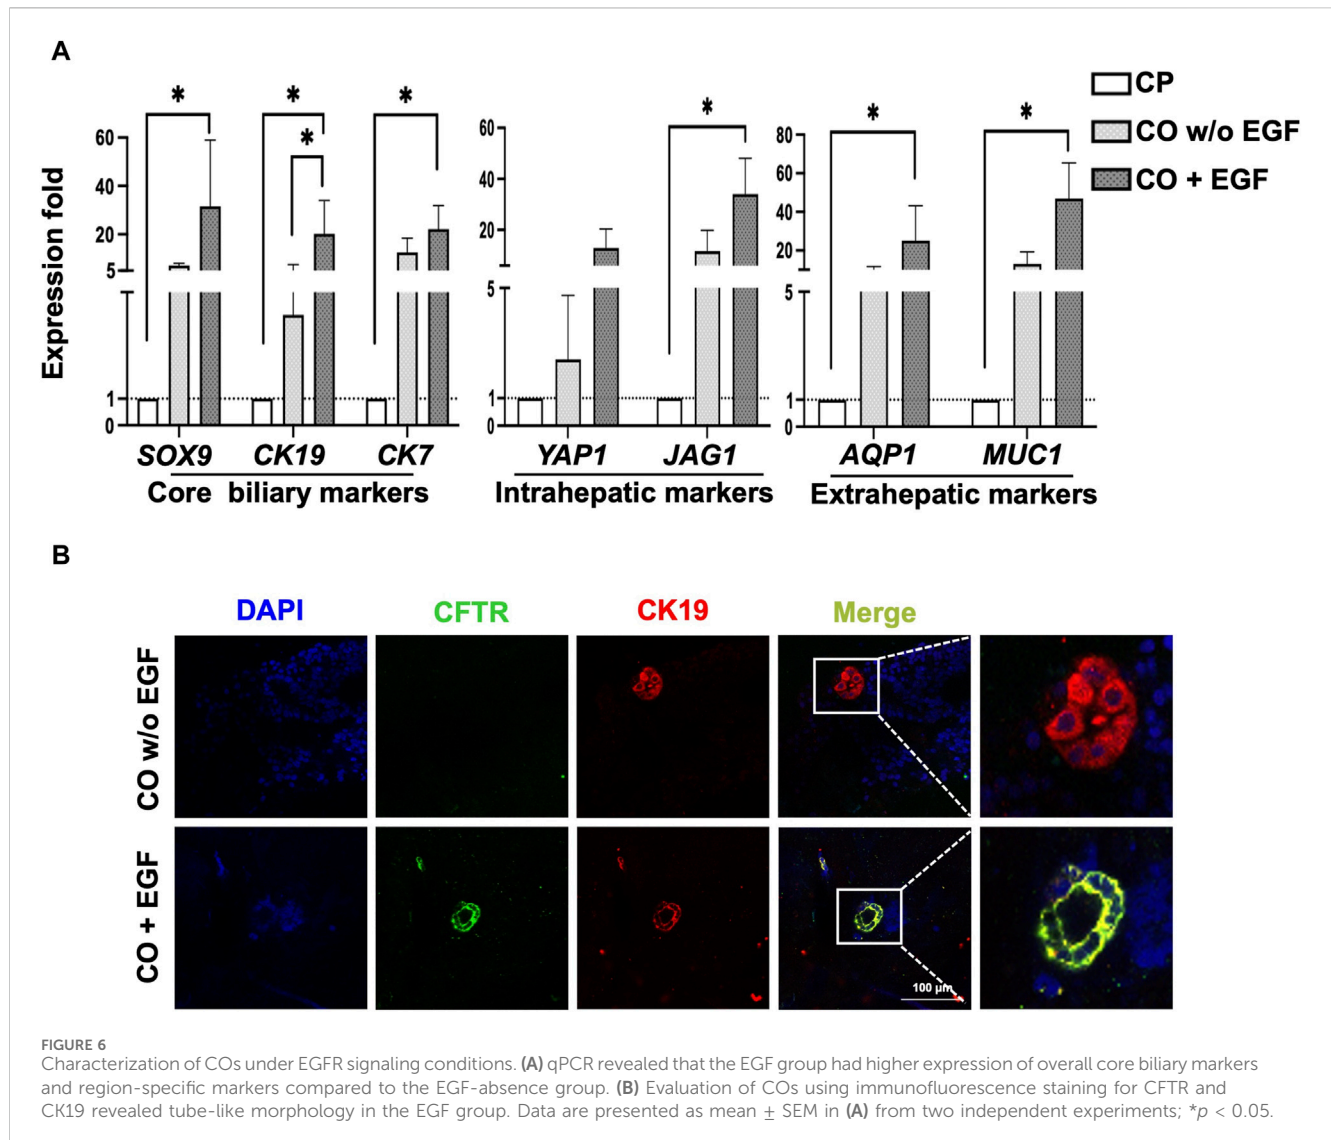 A
CP
CO w/o EGF
CO + EGF
Expression fold
* * * *
60 40 20 5 1 0
60 40 20 5 1 0
* * *
80 60 40 20 10 5 1 0
SOX9 CK19 CK7 YAP1 JAG1 AQP1 MUC1
Core biliary markers Intrahepatic markers Extrahepatic markers
B
DAPI CFTR CK19 Merge
CO w/o EGF
CO + EGF
100 µm
FIGURE 6
Characterization of COs under EGFR signaling conditions. (A) qPCR revealed that the EGF group had higher expression of overall core biliary markers
and region-specific markers compared to the EGF-absence group. (B) Evaluation of COs using immunofluorescence staining for CFTR and
CK19 revealed tube-like morphology in the EGF group. Data are presented as mean ± SEM in (A) from two independent experiments; *p < 0.05.